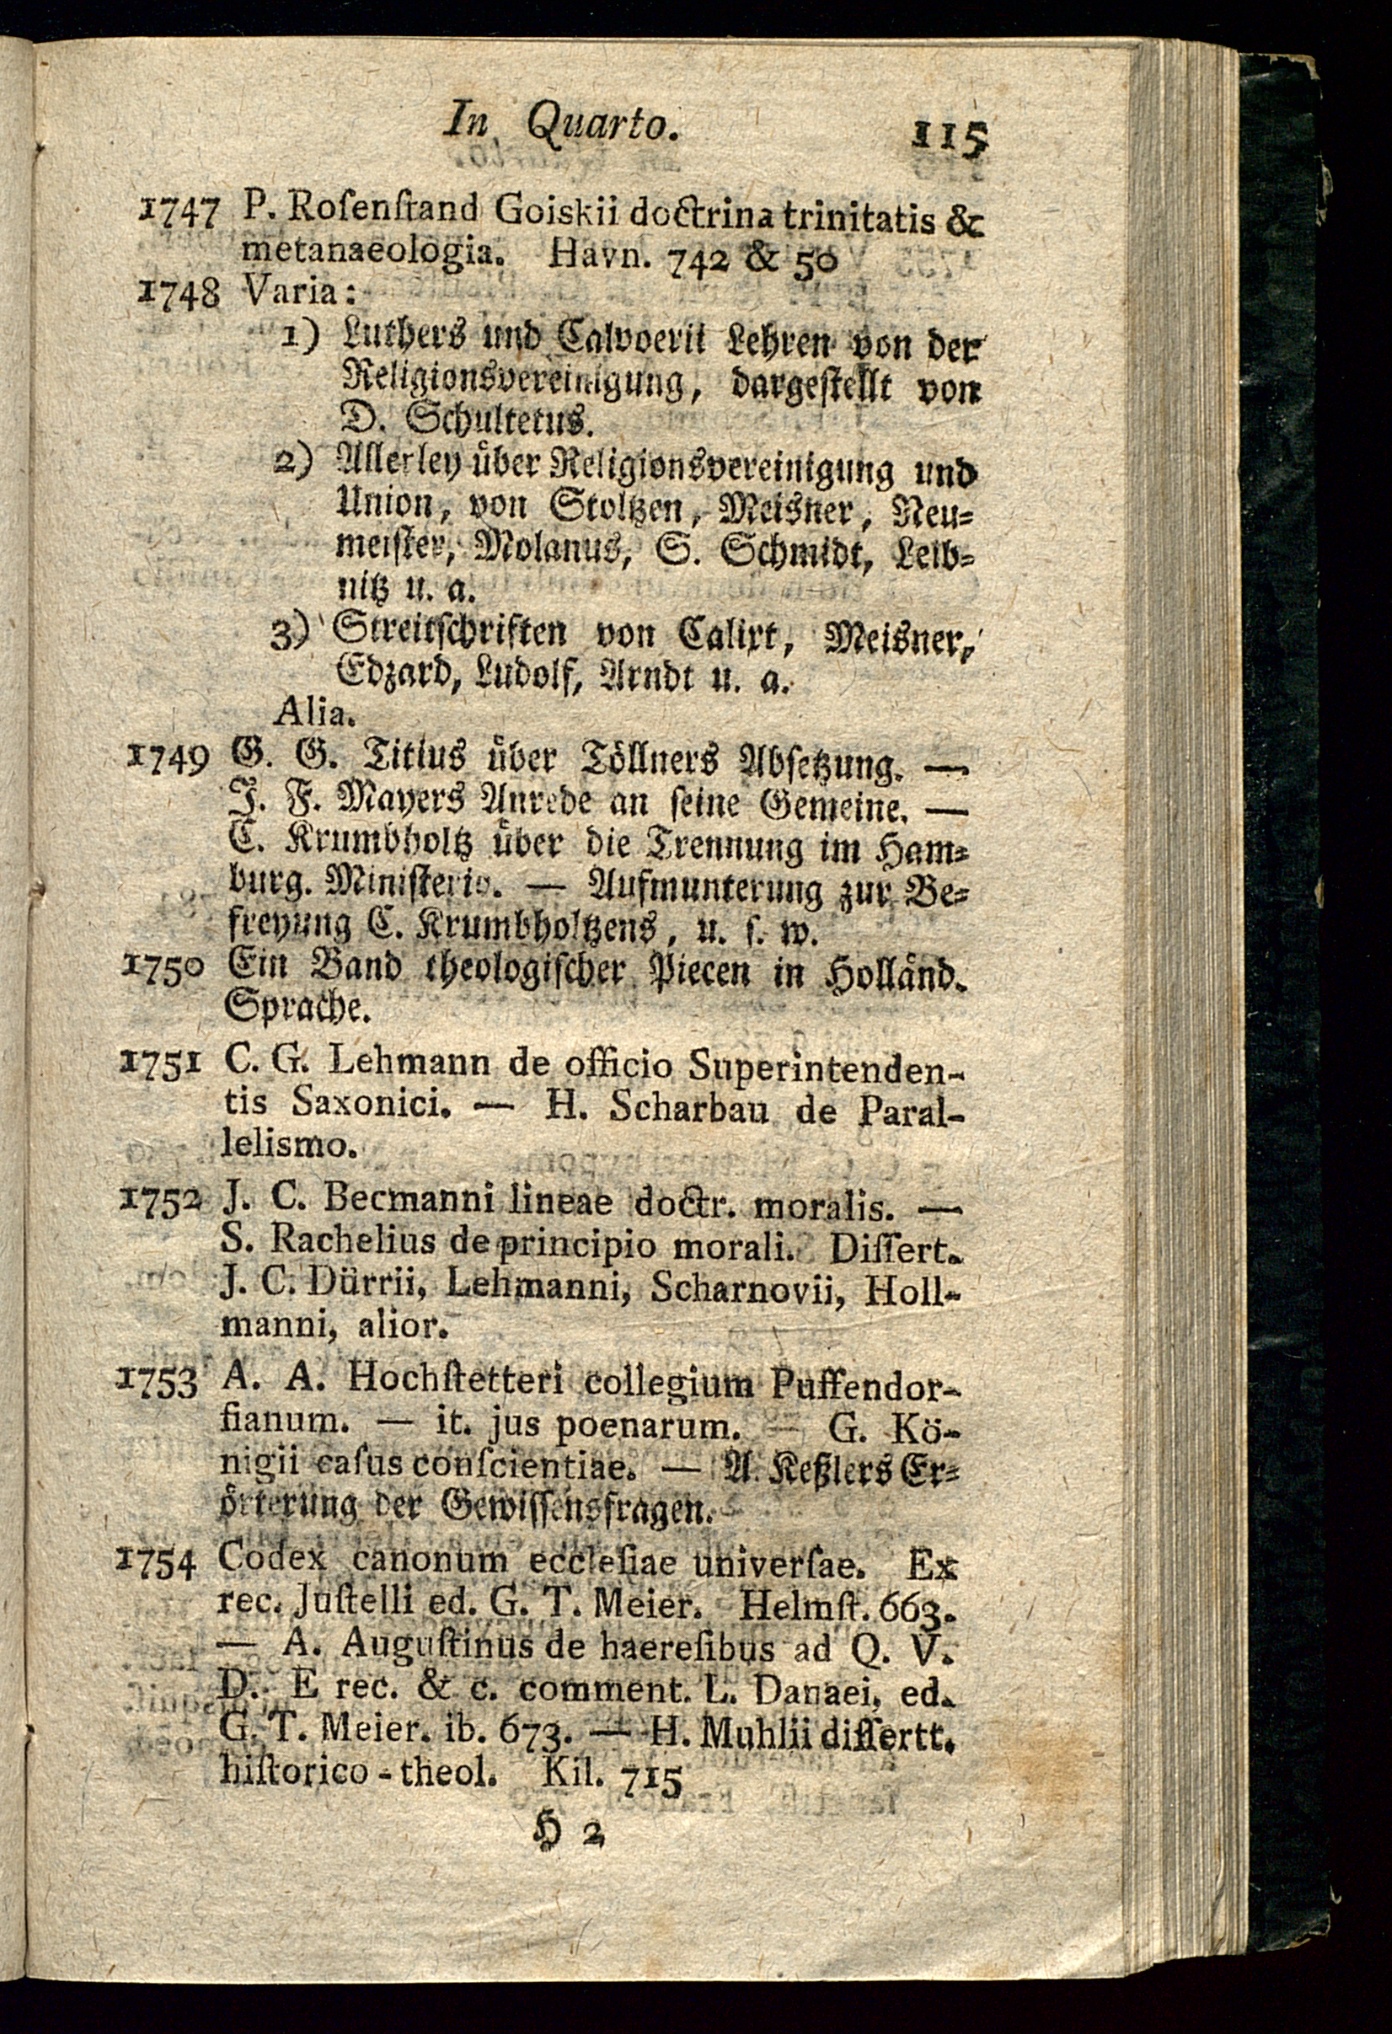 In Quarto. 115
1747 P. Roſenſtand Goiskii doctrina trinitatis &
metanaeologia. Havn. 742 & 50
1748 Varia:
1) Luthers und Calvoerii Lehren von der
Religionsvereinigung, dargeſtellt von
D. Schultetus.
2) Allerley über Religionsvereinigung und
Union, von Stoltzen, Meisner, Neu-
meiſter, Molanus, S. Schmidt, Leib-
nitz u. a.
3) Streitſchriften von Calixt, Meisner,
Edzard, Ludolf, Arndt u. a.
Alia.
1749 G. G. Titius über Töllners Abſetzung. —
J. F. Mayers Anrede an ſeine Gemeine. —
C. Krumbholtz über die Trennung im Ham-
burg. Miniſterio. — Aufmunterung zur Be-
freyung C. Krumbholtzens, u. ſ. w.
1750 Ein Band theologiſcher Piecen in Holländ.
Sprache.
1751 C. G. Lehmann de officio Superintenden-
tis Saxonici. — H. Scharbau de Paral-
lelismo.
1752 J. C. Becmanni lineae doctr. moralis. —
S. Rachelius de principio morali. Diſſert.
J. C. Dürrii, Lehmanni, Scharnovii, Holl-
manni, alior.
1753 A. A. Hochſtetteri collegium Puffendor-
fianum. — it. jus poenarum. — G. Kö-
nigii caſus conſcientiae. — A. Keßlers Er-
örterung der Gewiſſensfragen.
1754 Codex canonum eccleſiae univerſae. Ex
rec. Juſtelli ed. G. T. Meier. Helmſt. 663.
— A. Auguſtinus de haereſibus ad Q. V.
D. E rec. & c. comment. L. Danaei, ed.
G. T. Meier. ib. 673. — H. Muhlii diſſertt.
hiſtorico-theol. Kil. 715
H 2